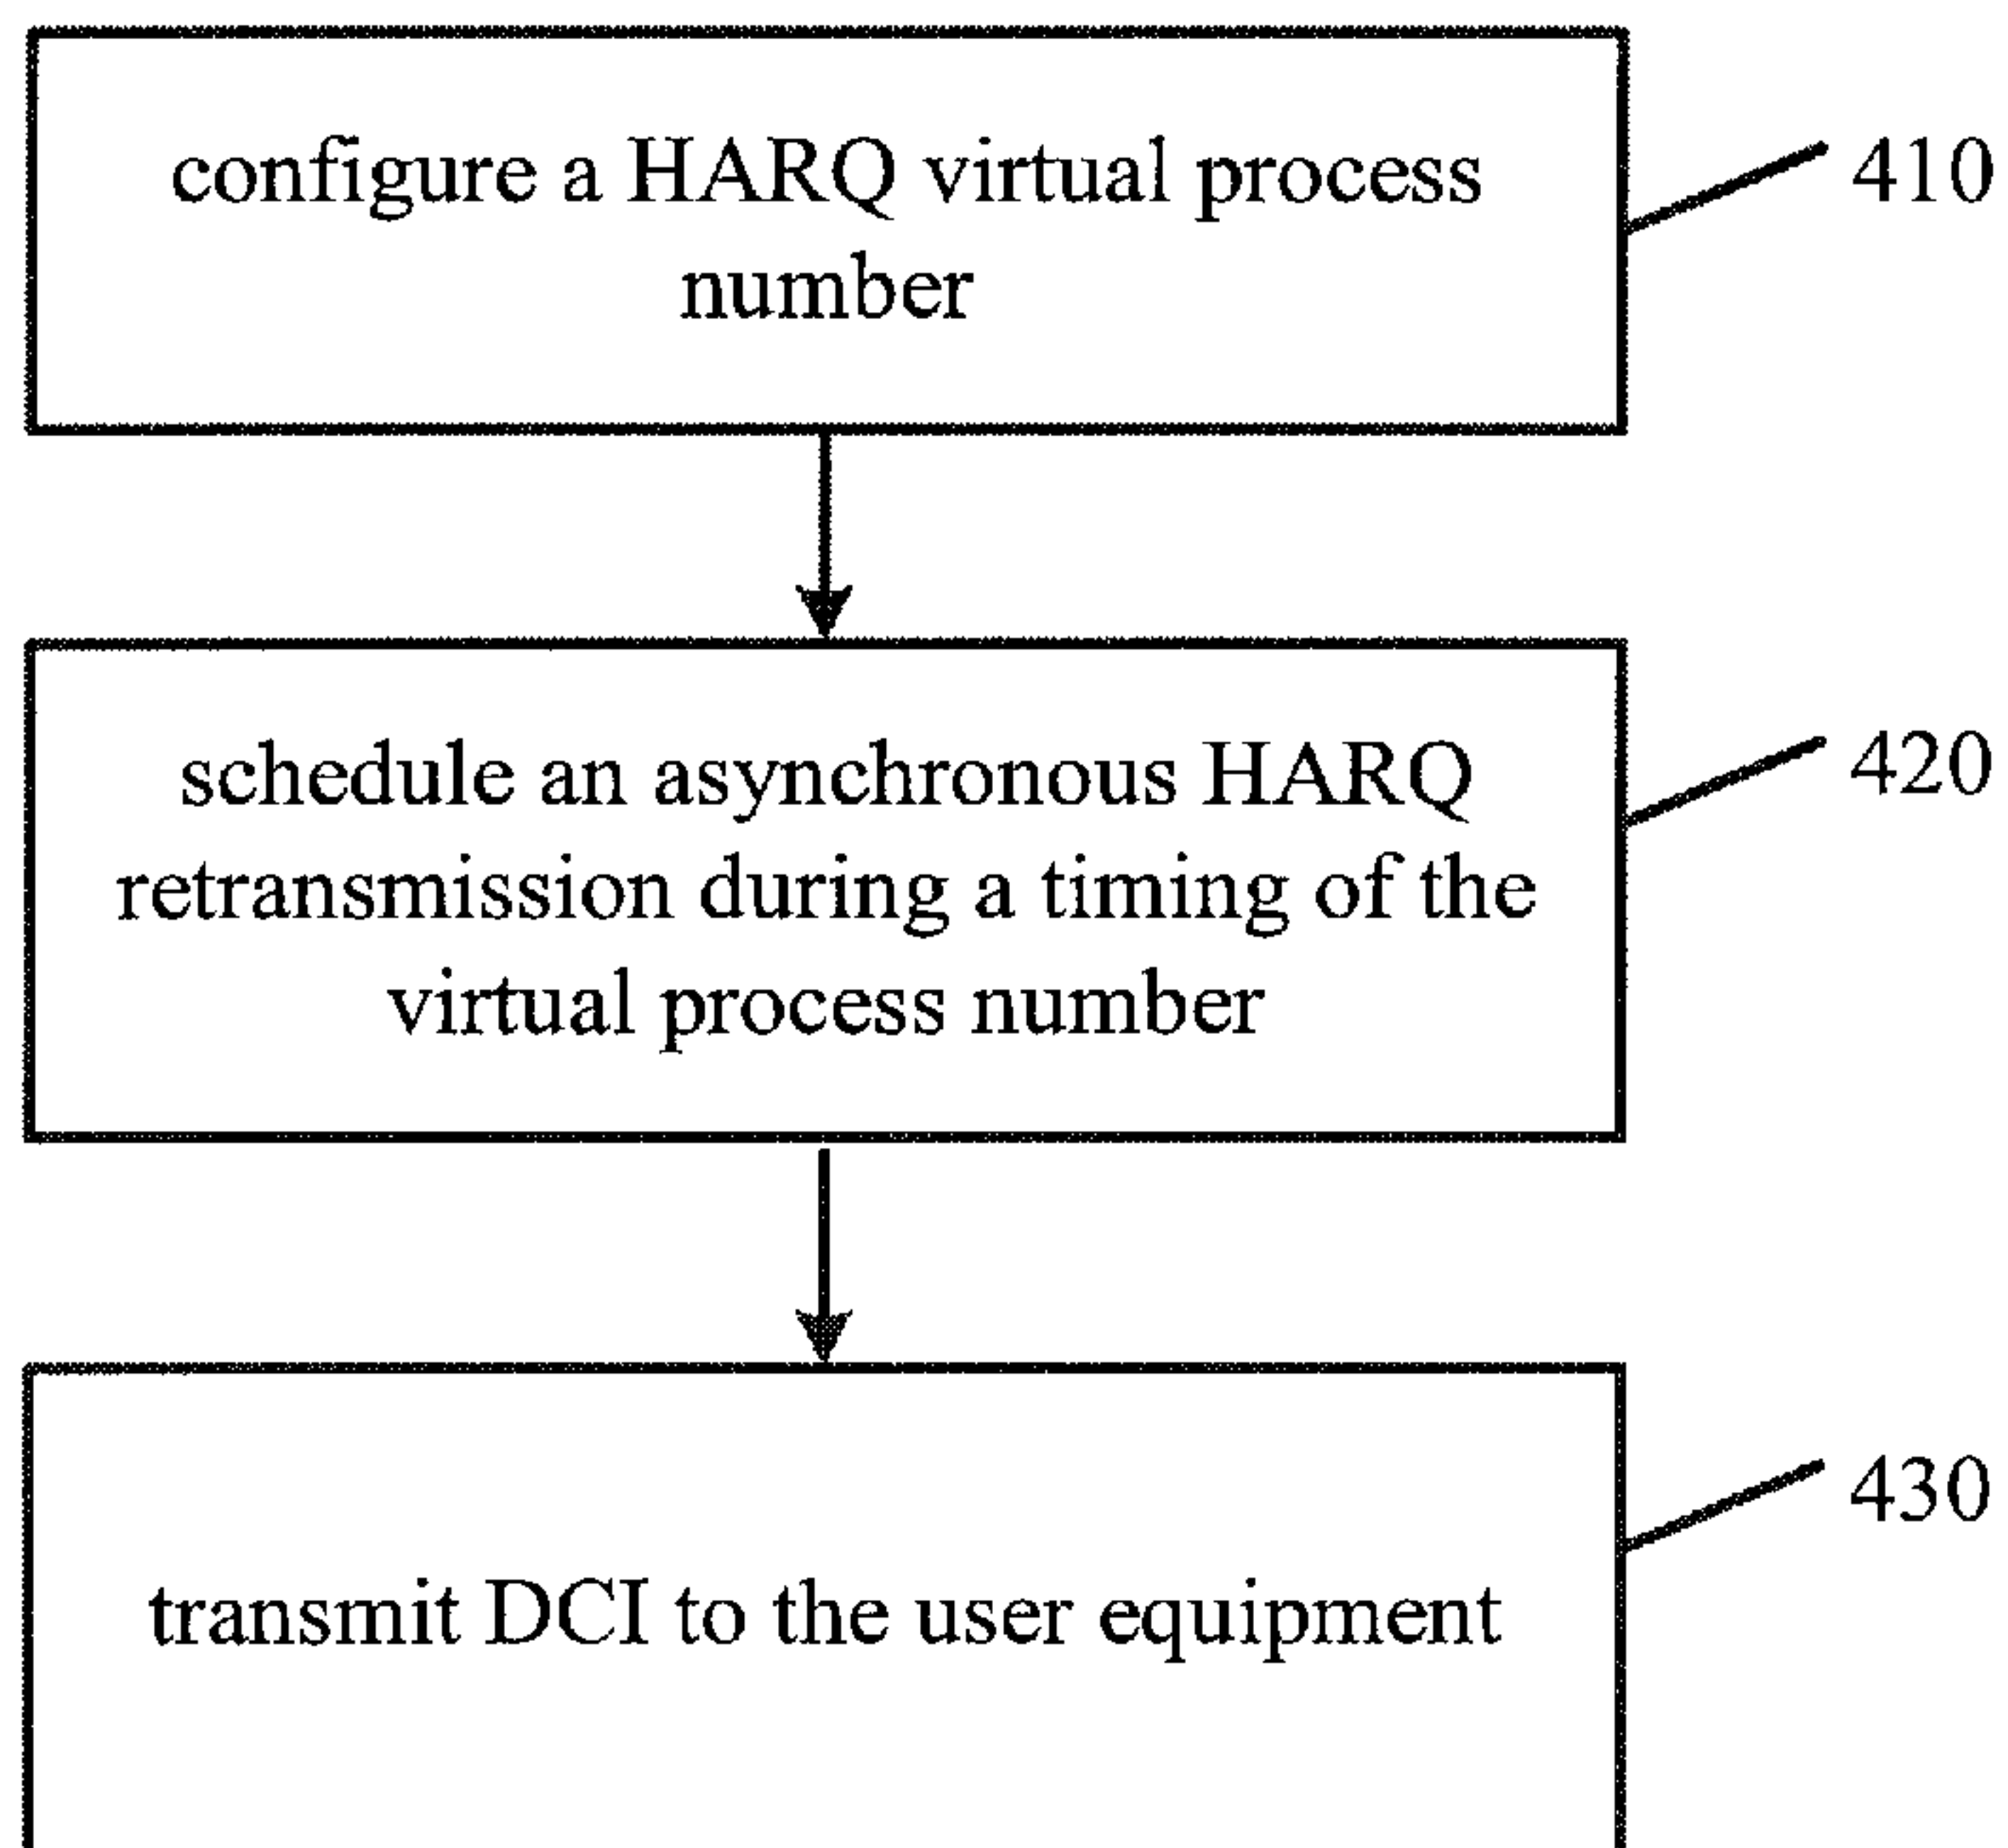 configure a HARQ virtual process
number
410
schedule an asynchronous HARQ
retransmission during a timing of the
virtual process number
420
transmit DCI to the user equipment
430